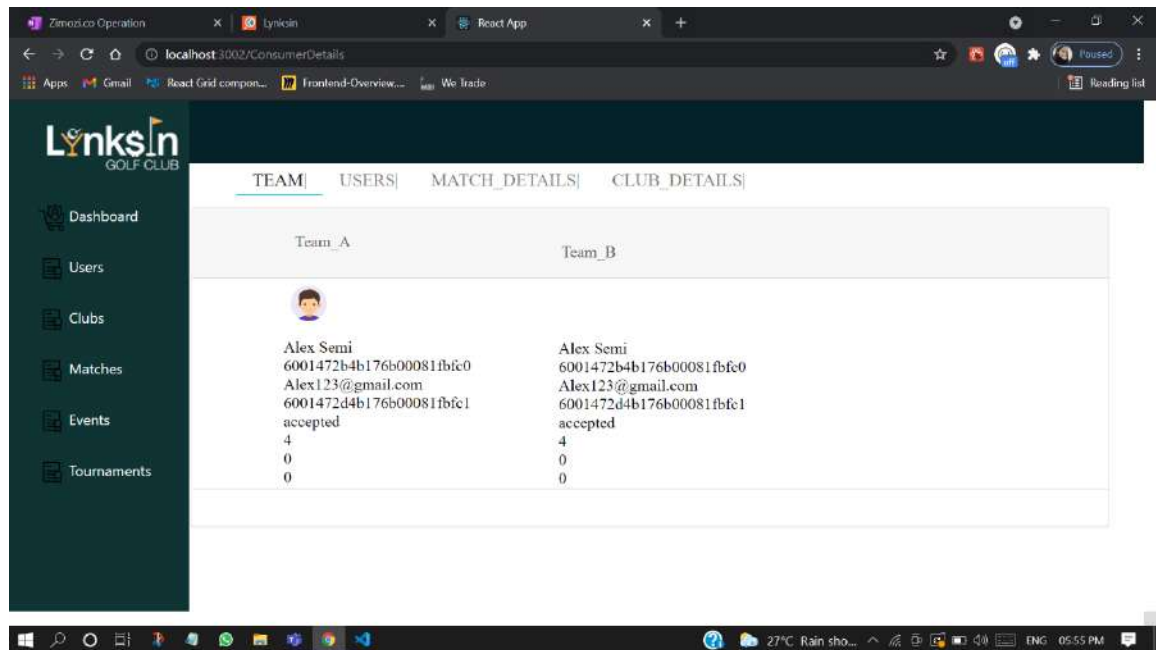 Zimozi.co Operation
Lynksin
React App
localhost:3002/ConsumerDetails
Paused
Apps
Gmail
React Grid compon...
Frontend-Overview....
We Trade
Reading list
Lynks$In
GOLF CLUB
TEAM| USERS| MATCH_DETAILS| CLUB_DETAILS|
Dashboard
Users
Clubs
Matches
Events
Tournaments
Team_A
Team_B
Alex Semi
6001472b4b176b00081fbfc0
Alex123@gmail.com
6001472d4b176b00081fbfc1
accepted
4
0
0
Alex Semi
6001472b4b176b00081fbfc0
Alex123@gmail.com
6001472d4b176b00081fbfc1
accepted
4
0
0
27°C Rain sho...
ENG
05:55 PM